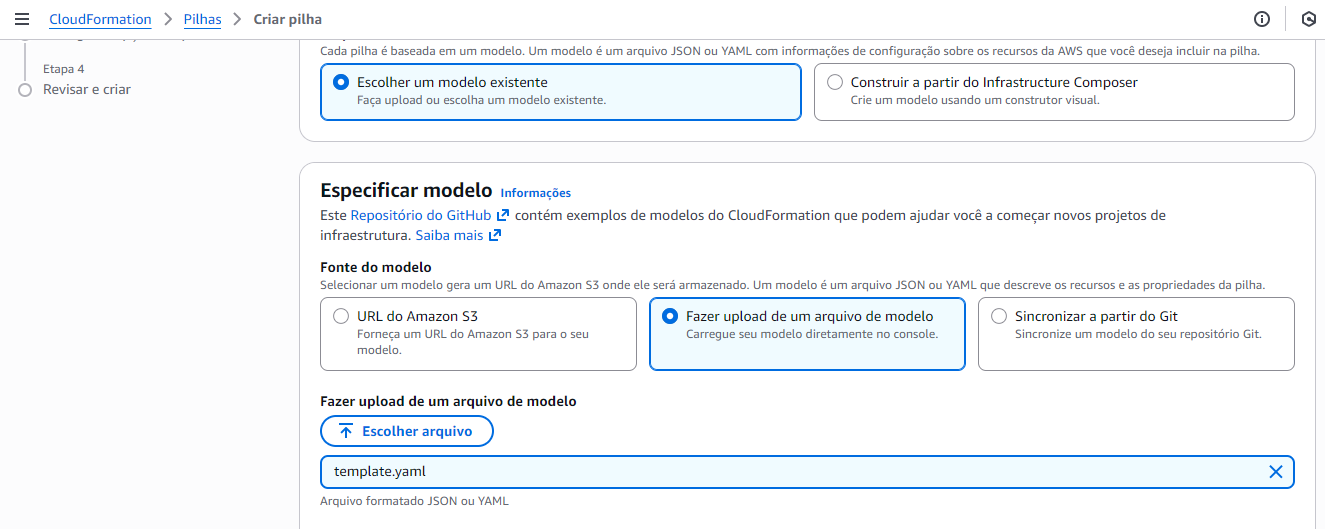 CloudFormation > Pilhas > Criar pilha
Etapa 4
Revisar e criar
Cada pilha é baseada em um modelo. Um modelo é um arquivo JSON ou YAML com informações de configuração sobre os recursos da AWS que você deseja incluir na pilha.
Escolher um modelo existente
Faça upload ou escolha um modelo existente.
Construir a partir do Infrastructure Composer
Crie um modelo usando um construtor visual.
Especificar modelo Informações
Este Repositório do GitHub contém exemplos de modelos do CloudFormation que podem ajudar você a começar novos projetos de
infraestrutura. Saiba mais
Fonte do modelo
Selecionar um modelo gera um URL do Amazon S3 onde ele será armazenado. Um modelo é um arquivo JSON ou YAML que descreve os recursos e as propriedades da pilha.
URL do Amazon S3
Forneça um URL do Amazon S3 para o seu
modelo.
Fazer upload de um arquivo de modelo
Carregue seu modelo diretamente no console.
Sincronizar a partir do Git
Sincronize um modelo do seu repositório Git.
Fazer upload de um arquivo de modelo
Escolher arquivo
template.yaml
Arquivo formatado JSON ou YAML